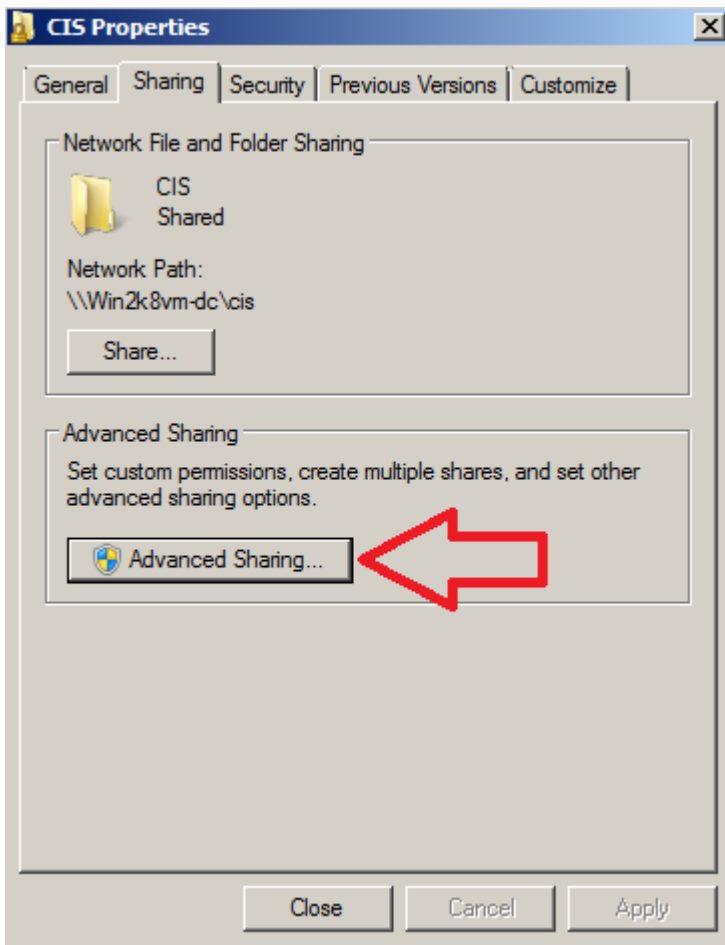 CIS Properties
General Sharing Security Previous Versions Customize
Network File and Folder Sharing
CIS
Shared
Network Path:
\\Win2k8vm-dc\cis
Share...
Advanced Sharing
Set custom permissions, create multiple shares, and set other
advanced sharing options.
Advanced Sharing...
Close Cancel Apply